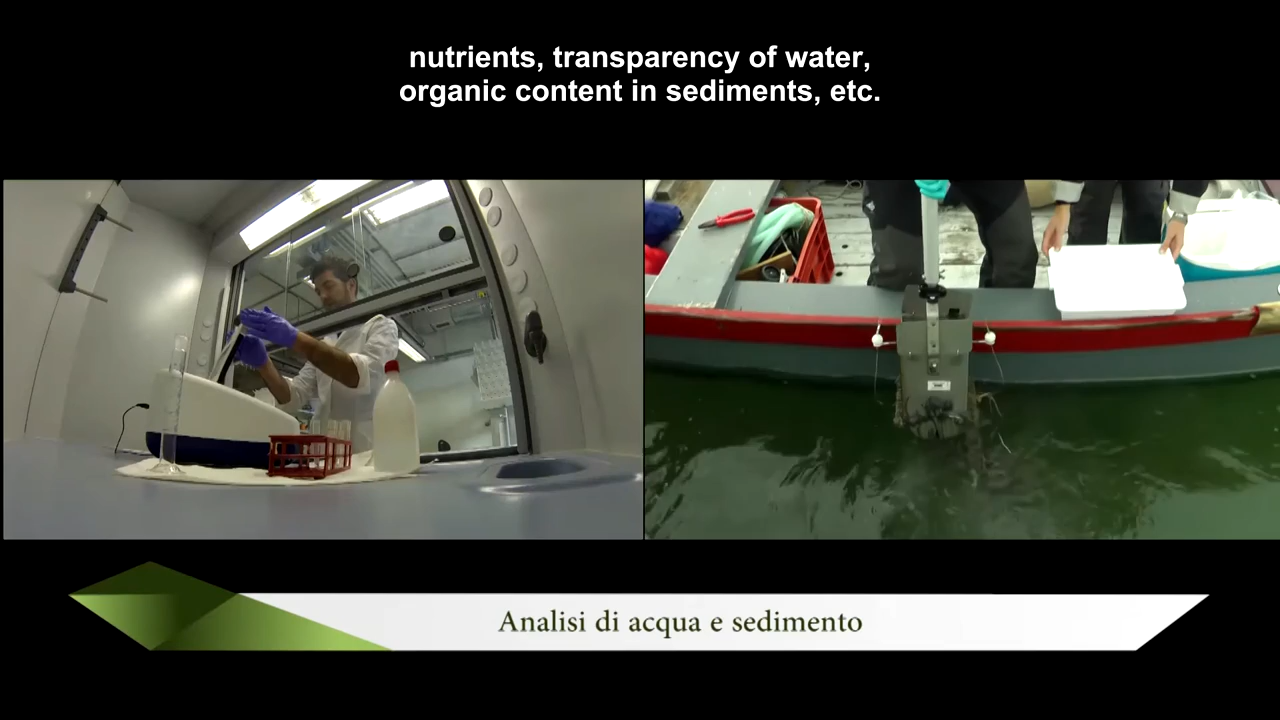 nutrients, transparency of water,
organic content in sediments, etc.
Analisi di acqua e sedimento